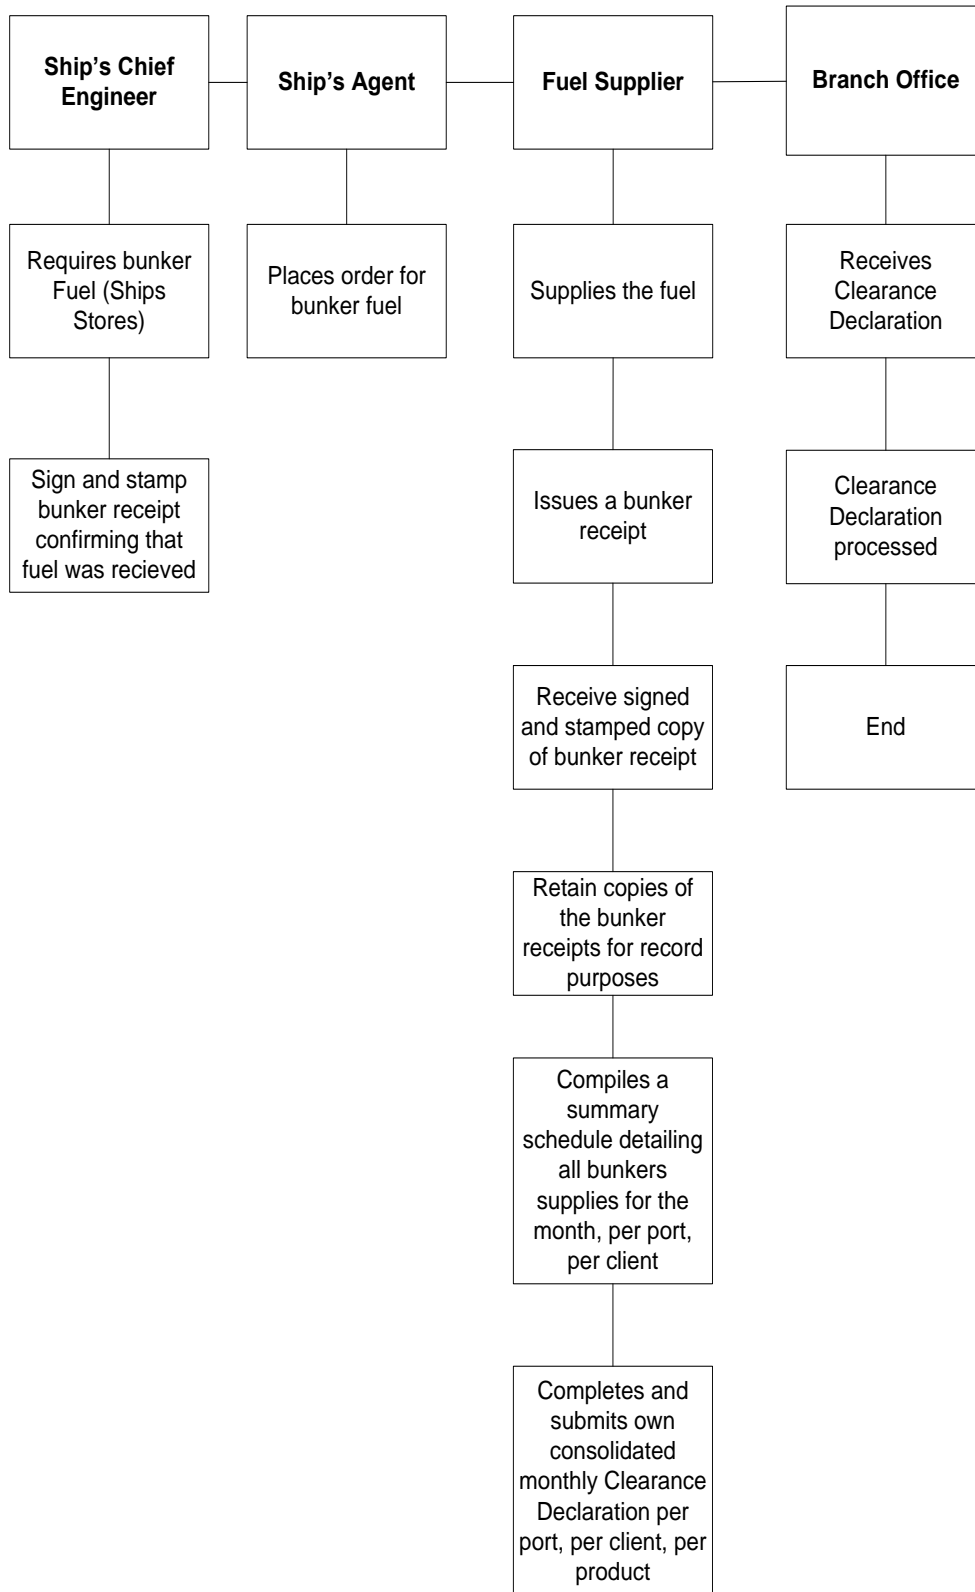 Ship's Chief
Engineer
Ship's Agent
Fuel Supplier
Branch Office
Requires bunker
Fuel (Ships
Stores)
Places order for
bunker fuel
Supplies the fuel
Receives
Clearance
Declaration
Sign and stamp
bunker receipt
confirming that
fuel was recieved
Issues a bunker
receipt
Clearance
Declaration
processed
Receive signed
and stamped copy
of bunker receipt
End
Retain copies of
the bunker
receipts for record
purposes
Compiles a
summary
schedule detailing
all bunkers
supplies for the
month, per port,
per client
Completes and
submits own
consolidated
monthly Clearance
Declaration per
port, per client, per
product